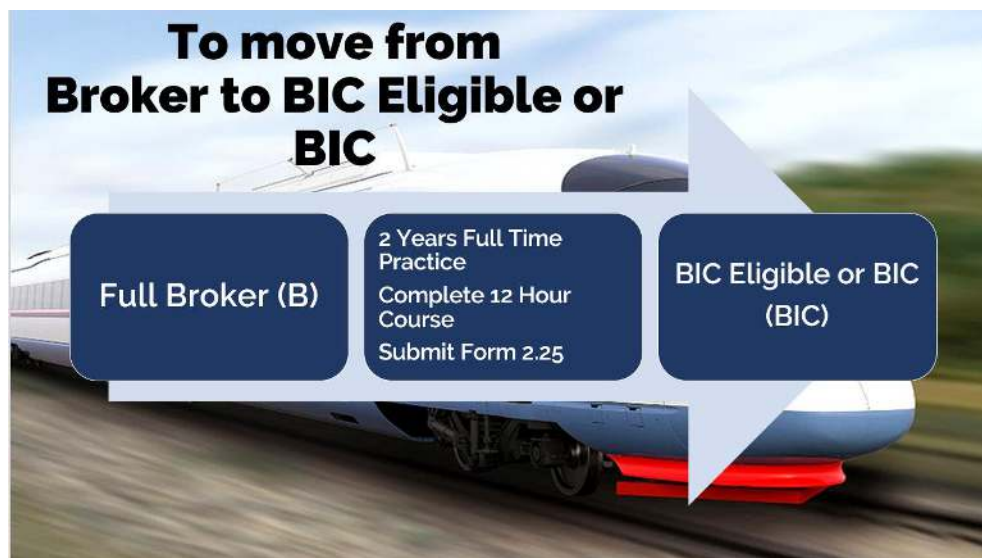 To move from
Broker to BIC Eligible or
BIC
Full Broker (B)
2 Years Full Time
Practice
Complete 12 Hour
Course
Submit Form 2.25
BIC Eligible or BIC
(BIC)